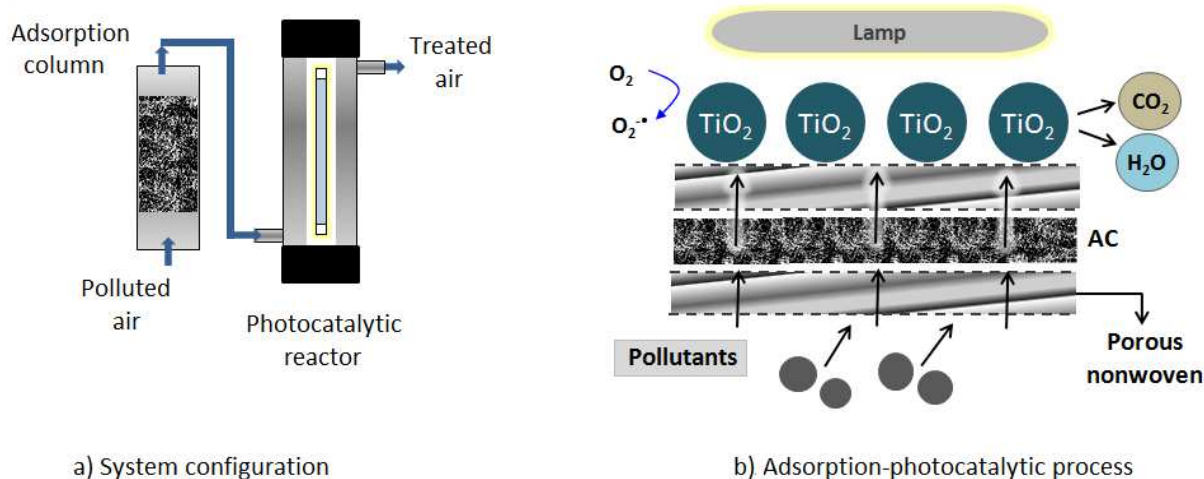 Adsorption
column
Treated
air
Polluted
air
Photocatalytic
reactor
a) System configuration
Lamp
O₂
O₂⁻•
TiO₂ TiO₂ TiO₂ TiO₂
CO₂
H₂O
AC
Pollutants
Porous
nonwoven
b) Adsorption-photocatalytic process